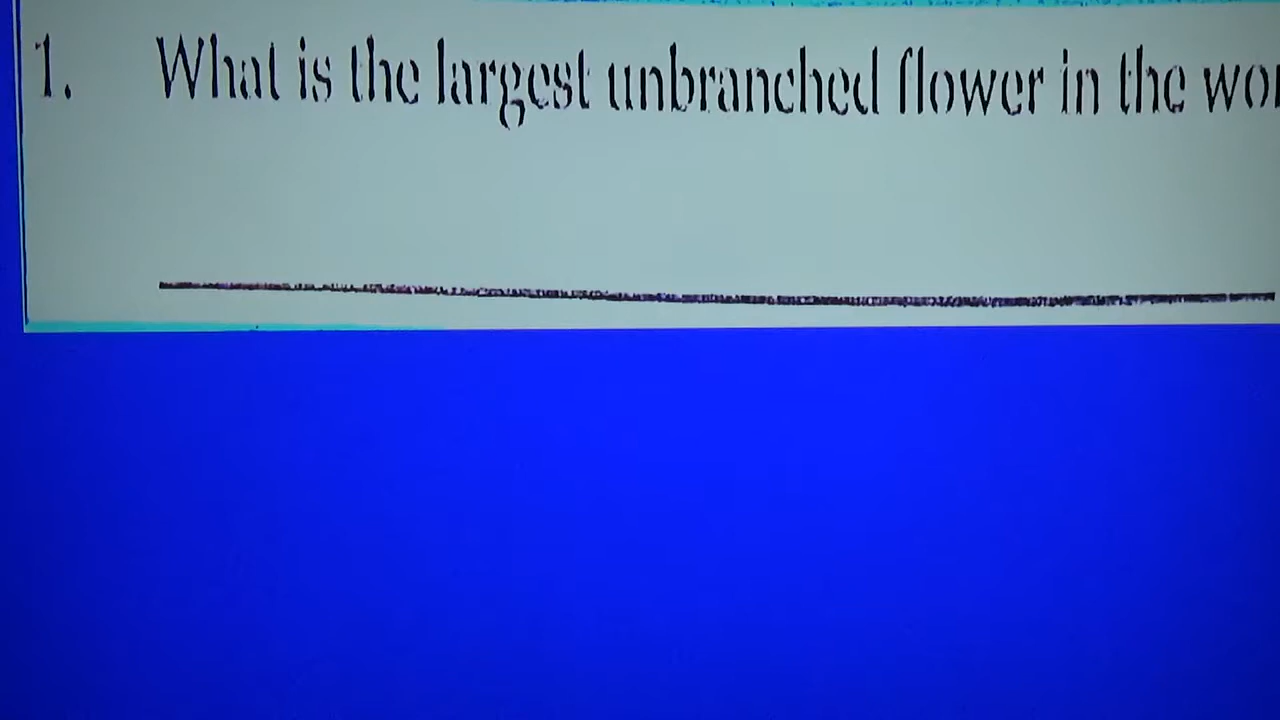 1. What is the largest unbranched flower in the